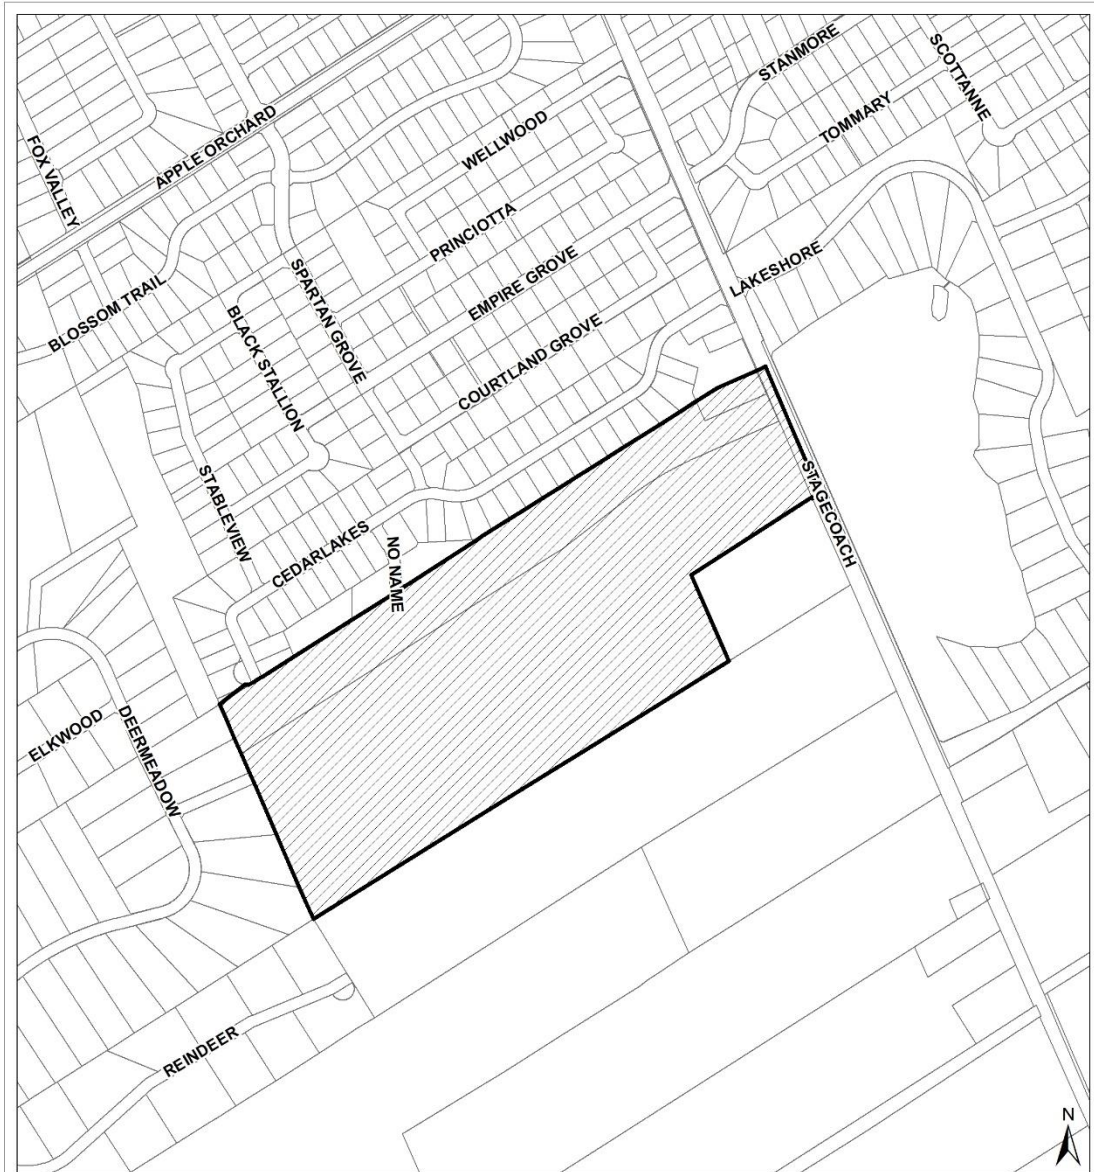 STANMORE
SCOTTANNE
TOMMARY
FOX VALLEY
APPLE ORCHARD
WELLWOOD
PRINCIOTTA
LAKESHORE
EMPIRE GROVE
SPARTAN GROVE
BLOSSOM TRAIL
BLACK STALLION
COURTLAND GROVE
STAGECOACH
STABLEVIEW
CEDARLAKES
NO NAME
ELKWOOD
DEERMEADOW
REINDEER
N